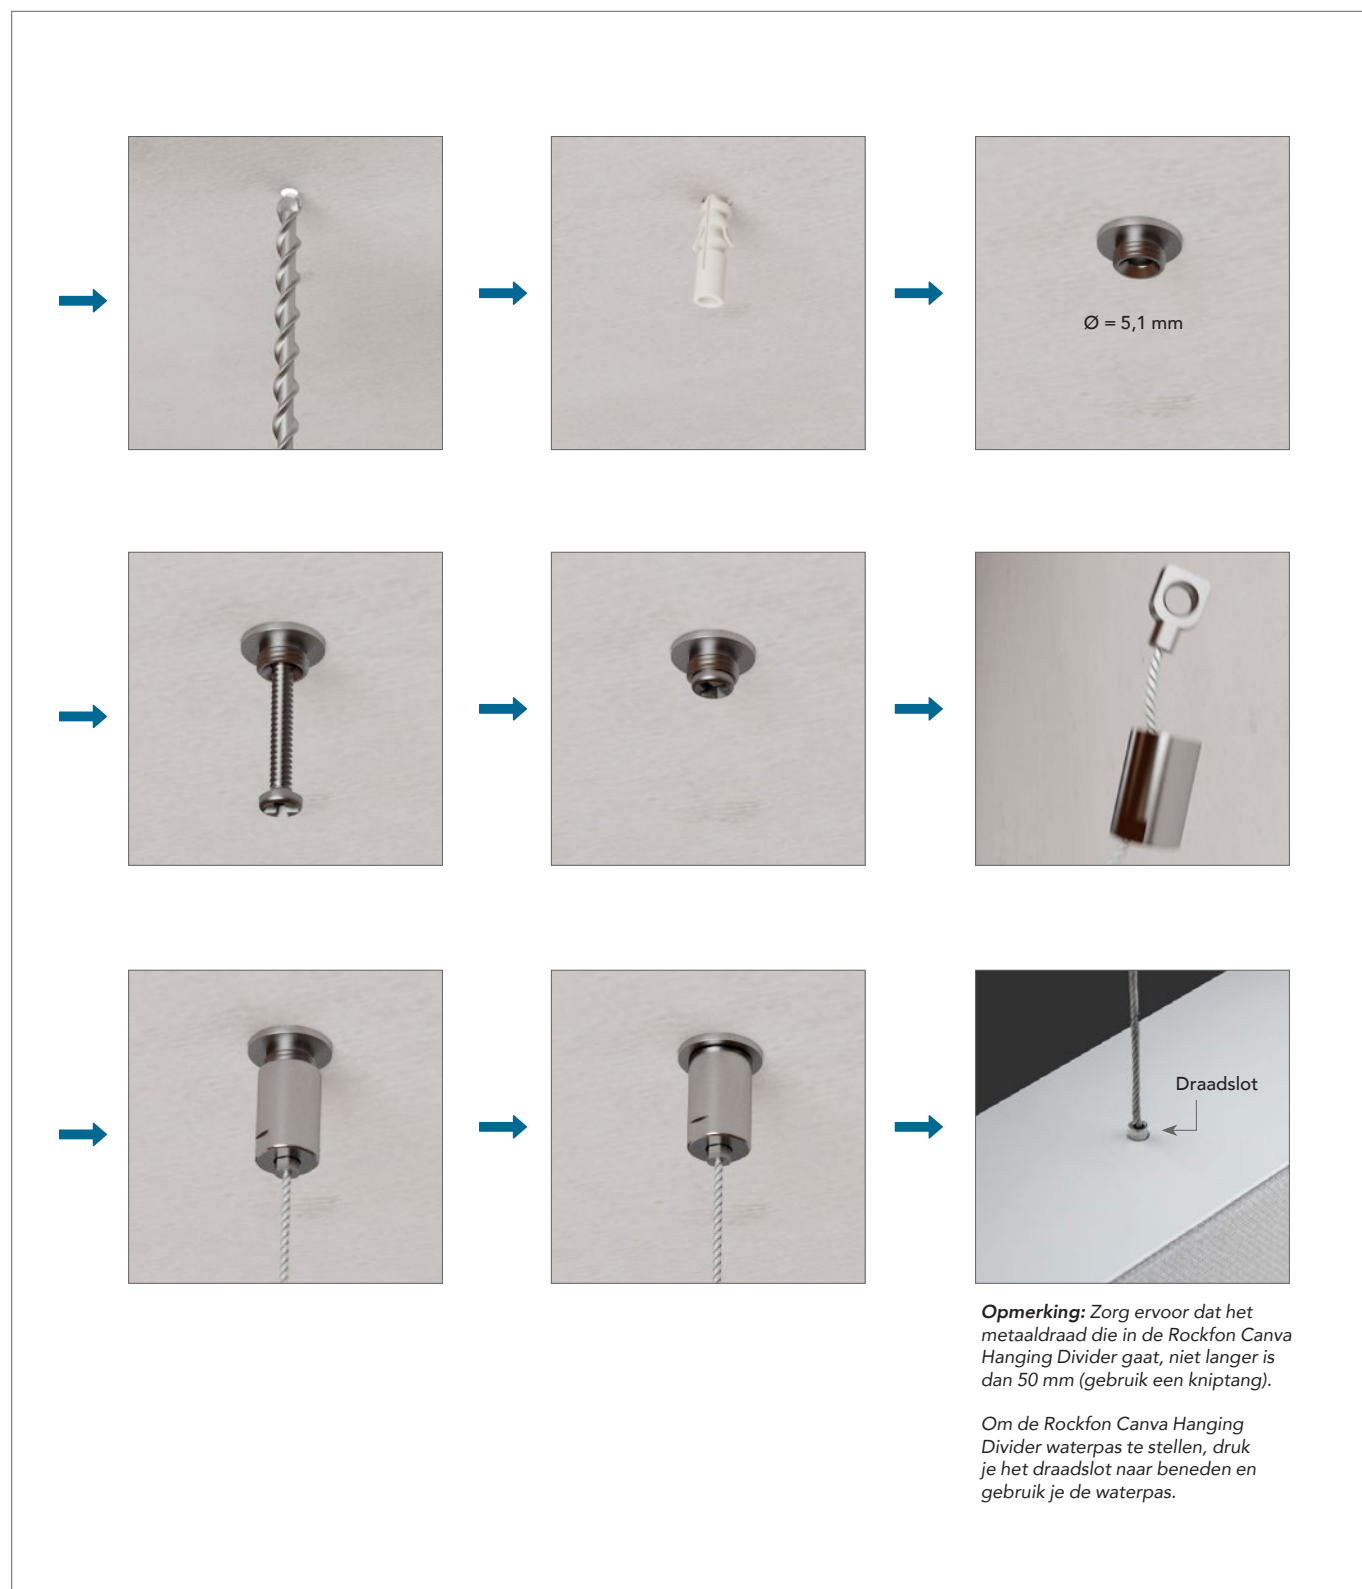 Ø = 5,1 mm
Draadslot
Opmerking: Zorg ervoor dat het
metaaldraad die in de Rockfon Canva
Hanging Divider gaat, niet langer is
dan 50 mm (gebruik een kniptang).
Om de Rockfon Canva Hanging
Divider waterpas te stellen, druk
je het draadslot naar beneden en
gebruik je de waterpas.